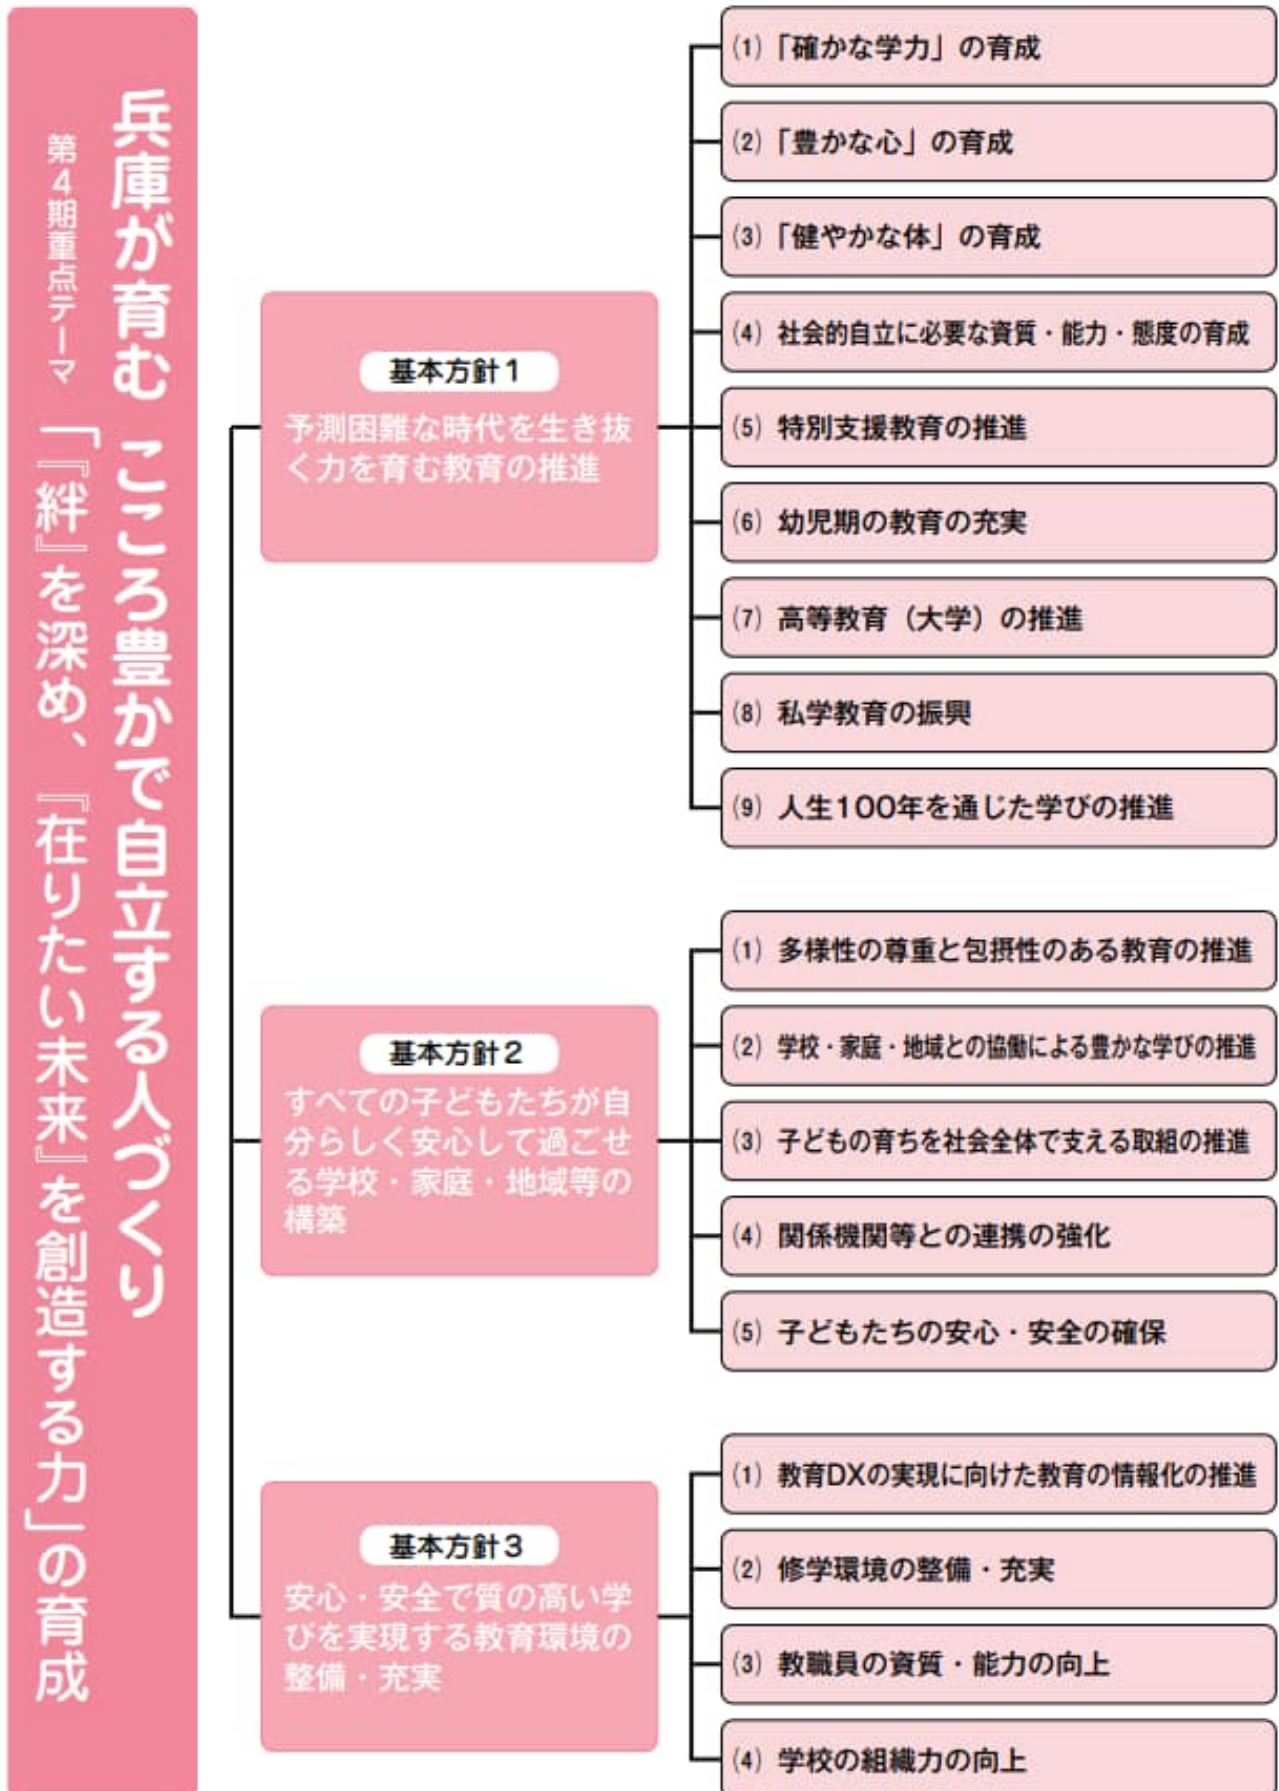 兵庫が育む こころ豊かで自立する人づくり
第4期重点テーマ 「『絆』を深め、『在りたい未来』を創造する力」の育成
基本方針1
予測困難な時代を生き抜
く力を育む教育の推進
(1)「確かな学力」の育成
(2)「豊かな心」の育成
(3)「健やかな体」の育成
(4) 社会的自立に必要な資質・能力・態度の育成
(5) 特別支援教育の推進
(6) 幼児期の教育の充実
(7) 高等教育(大学)の推進
(8) 私学教育の振興
(9) 人生100年を通じた学びの推進
基本方針2
すべての子どもたちが自
分らしく安心して過ごせ
る学校・家庭・地域等の
構築
(1) 多様性の尊重と包摂性のある教育の推進
(2) 学校・家庭・地域との協働による豊かな学びの推進
(3) 子どもの育ちを社会全体で支える取組の推進
(4) 関係機関等との連携の強化
(5) 子どもたちの安心・安全の確保
基本方針3
安心・安全で質の高い学
びを実現する教育環境の
整備・充実
(1) 教育DXの実現に向けた教育の情報化の推進
(2) 修学環境の整備・充実
(3) 教職員の資質・能力の向上
(4) 学校の組織力の向上